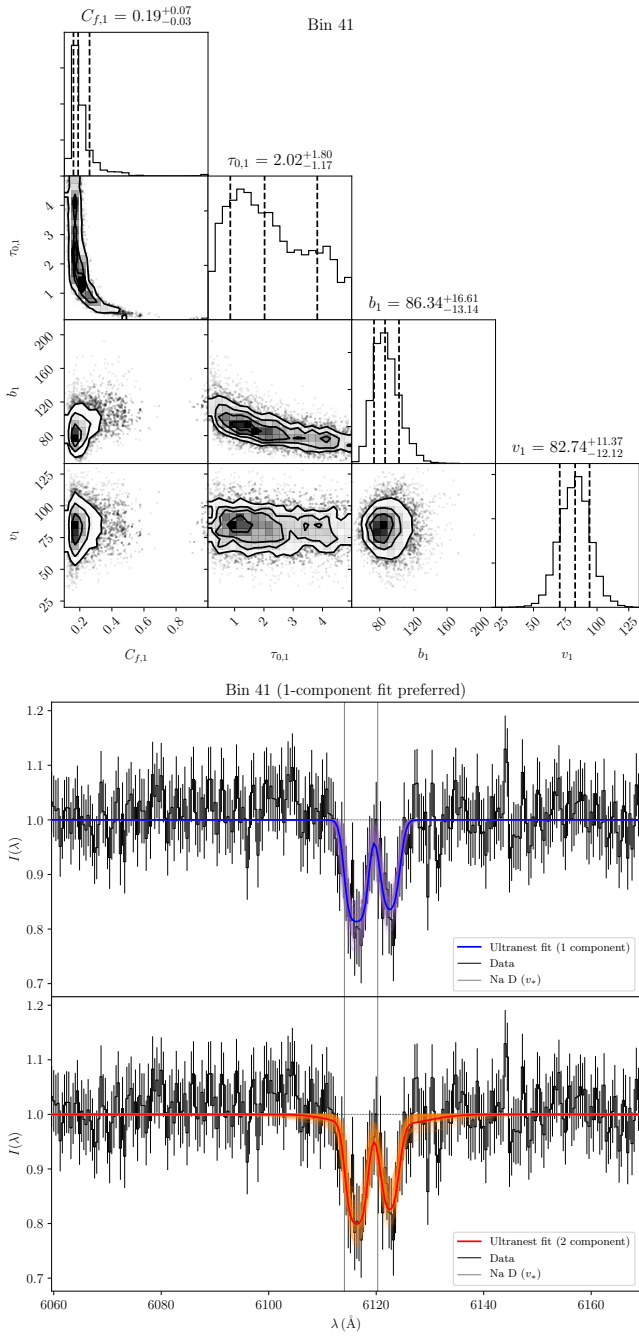 Bin 41
C_{f,1} = 0.19^{+0.07}_{-0.03}
τ_{0,1} = 2.02^{+1.80}_{-1.17}
b_1 = 86.34^{+16.61}_{-13.14}
v_1 = 82.74^{+11.37}_{-12.12}
τ_{0,1}
4
3
2
1
b_1
200
160
120
80
v_1
125
100
75
50
25
0.2 0.4 0.6 0.8
1 2 3 4
80 120 160 200
25 50 75 100 125
C_{f,1} τ_{0,1} b_1 v_1
Bin 41 (1-component fit preferred)
1.2
1.1
1.0
0.9
0.8
0.7
I(λ)
Ultranest fit (1 component)
Data
Na D (v_*)
1.2
1.1
1.0
0.9
0.8
0.7
I(λ)
Ultranest fit (2 component)
Data
Na D (v_*)
6060 6080 6100 6120 6140 6160
λ (Å)